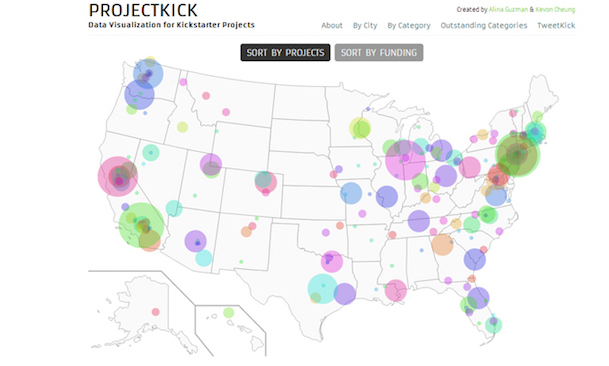 PROJECTKICK
Created by Alina Guzman & Kevon Cheung
Data Visualization for Kickstarter Projects
About By City By Category Outstanding Categories TweetKick
SORT BY PROJECTS SORT BY FUNDING